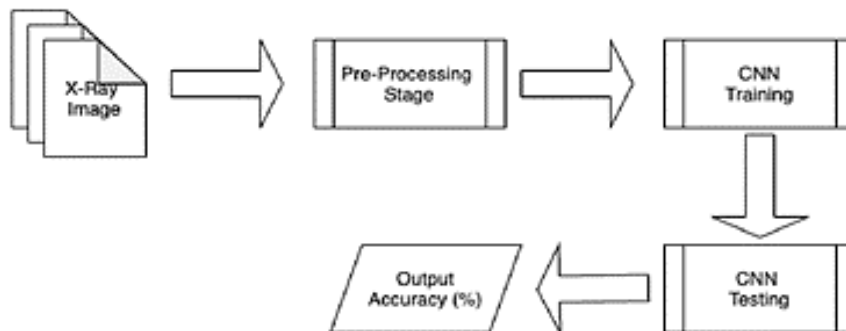 X-Ray
Image
Pre-Processing
Stage
CNN
Training
CNN
Testing
Output
Accuracy (%)